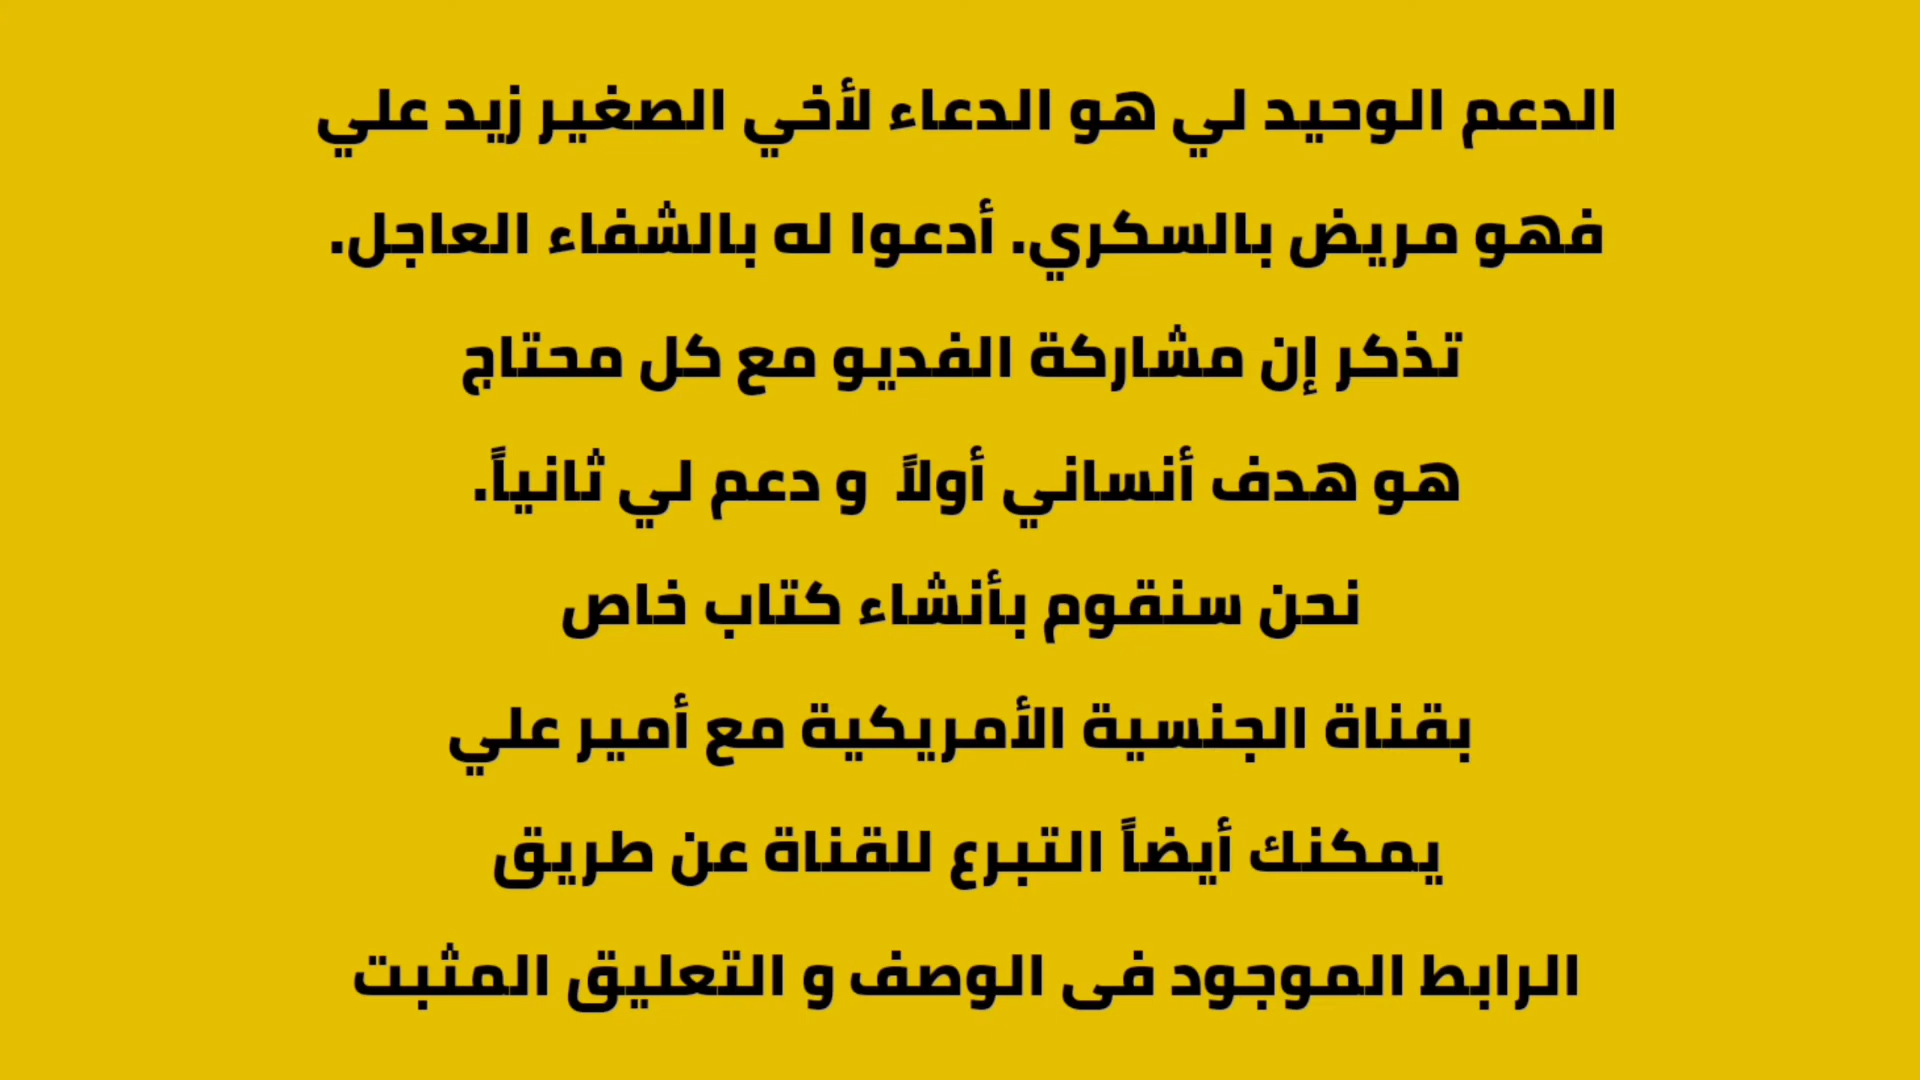 الدعم الوحيد لي هو الدعاء لأخي الصغير زيد علي
فهو مريض بالسكري. أدعوا له بالشفاء العاجل.
تذكر إن مشاركة الفديو مع كل محتاج
هو هدف أنساني أولاً و دعم لي ثانياً.
نحن سنقوم بأنشاء كتاب خاص
بقناة الجنسية الأمريكية مع أمير علي
يمكنك أيضاً التبرع للقناة عن طريق
الرابط الموجود فى الوصف و التعليق المثبت